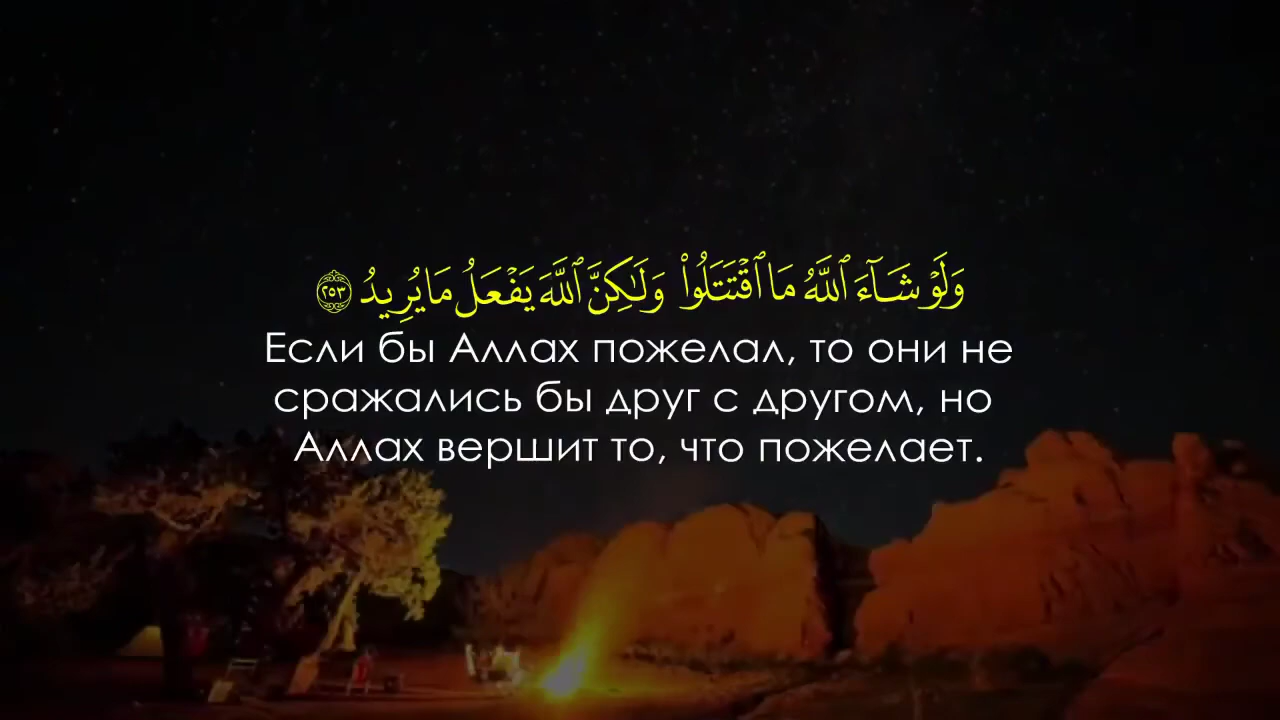 وَلَوْ شَآءَ ٱللَّهُ مَا ٱقْتَتَلُوا۟ وَلَٰكِنَّ ٱللَّهَ يَفْعَلُ مَا يُرِيدُ ٢٥٣
Если бы Аллах пожелал, то они не
сражались бы друг с другом, но
Аллах вершит то, что пожелает.